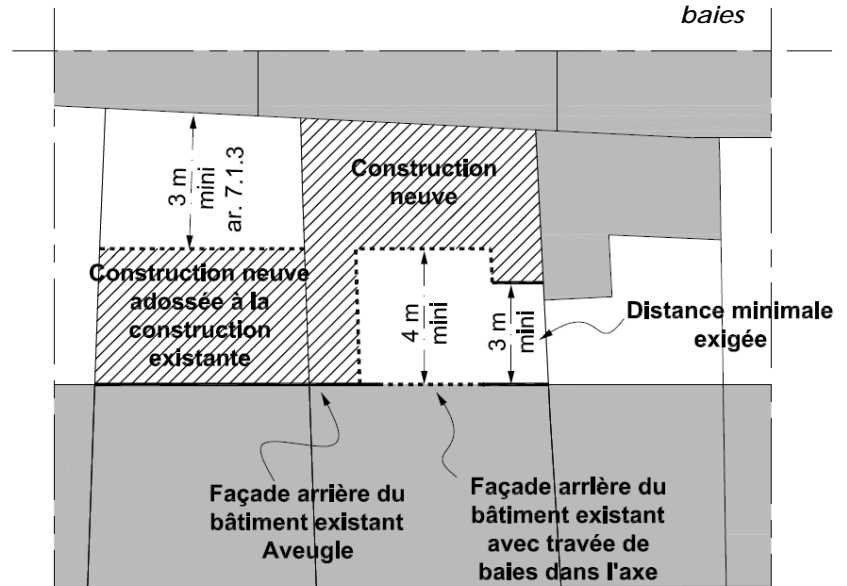 baies
3 m
mini
ar. 7.1.3
Construction
neuve
Construction neuve
adossée à la
construction
existante
4 m
mini
3 m
mini
Distance minimale
exigée
Façade arrière du
bâtiment existant
Aveugle
Façade arrière du
bâtiment existant
avec travée de
baies dans l'axe